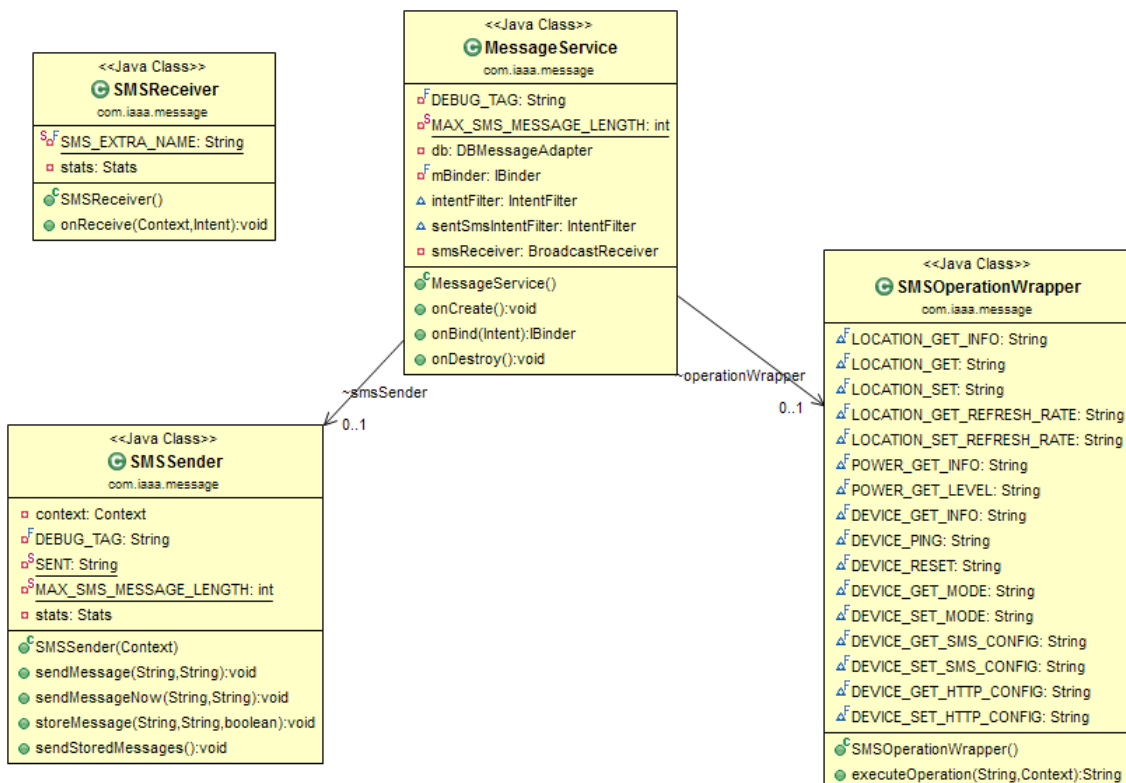 <<Java Class>>
SMSReceiver
com.iaaa.message
SMS_EXTRA_NAME: String
stats: Stats
SMSReceiver()
onReceive(Context,Intent):void
<<Java Class>>
MessageService
com.iaaa.message
DEBUG_TAG: String
MAX_SMS_MESSAGE_LENGTH: int
db: DBMessageAdapter
mBinder: IBinder
intentFilter: IntentFilter
sentSmsIntentFilter: IntentFilter
smsReceiver: BroadcastReceiver
MessageService()
onCreate():void
onBind(Intent):IBinder
onDestroy():void
~smsSender
0..1
~operationWrapper
0..1
<<Java Class>>
SMSSender
com.iaaa.message
context: Context
DEBUG_TAG: String
SENT: String
MAX_SMS_MESSAGE_LENGTH: int
stats: Stats
SMSSender(Context)
sendMessage(String,String):void
sendMessageNow(String,String):void
storeMessage(String,String,boolean):void
sendStoredMessages():void
<<Java Class>>
SMSOperationWrapper
com.iaaa.message
LOCATION_GET_INFO: String
LOCATION_GET: String
LOCATION_SET: String
LOCATION_GET_REFRESH_RATE: String
LOCATION_SET_REFRESH_RATE: String
POWER_GET_INFO: String
POWER_GET_LEVEL: String
DEVICE_GET_INFO: String
DEVICE_PING: String
DEVICE_RESET: String
DEVICE_GET_MODE: String
DEVICE_SET_MODE: String
DEVICE_GET_SMS_CONFIG: String
DEVICE_SET_SMS_CONFIG: String
DEVICE_GET_HTTP_CONFIG: String
DEVICE_SET_HTTP_CONFIG: String
SMSOperationWrapper()
executeOperation(String,Context):String